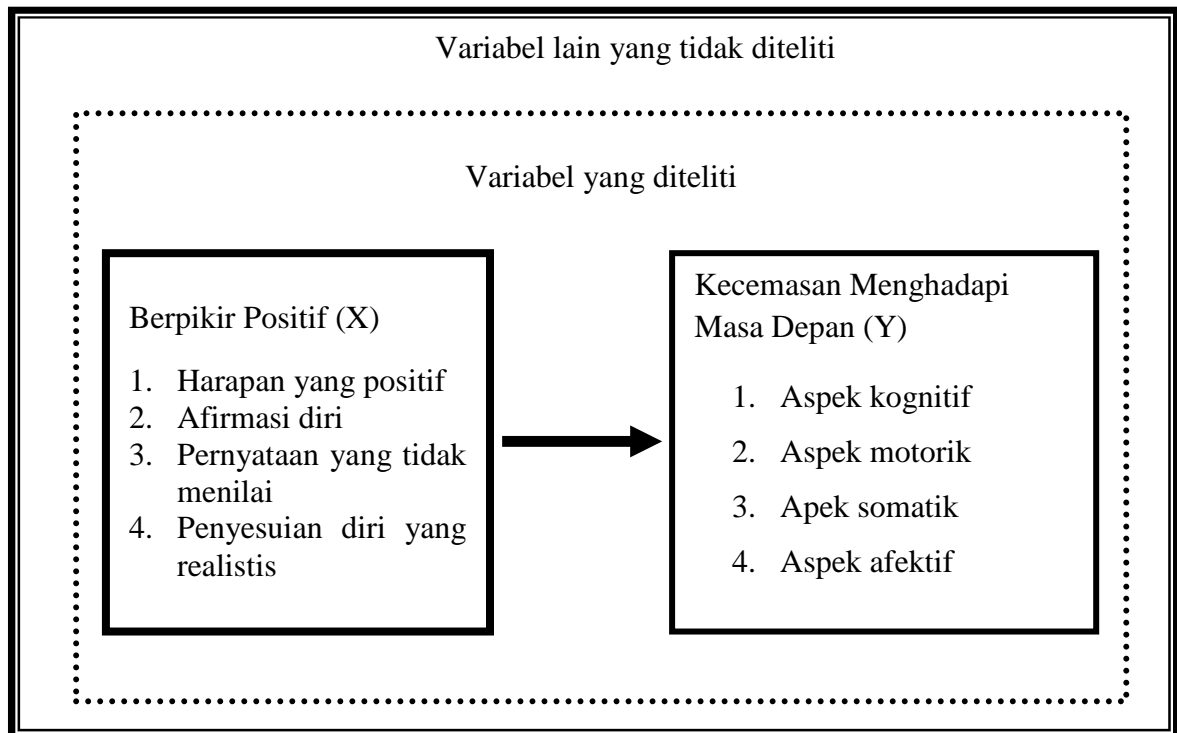 Variabel lain yang tidak diteliti
Variabel yang diteliti
Berpikir Positif (X)
1. Harapan yang positif
2. Afirmasi diri
3. Pernyataan yang tidak
menilai
4. Penyesuian diri yang
realistis
Kecemasan Menghadapi
Masa Depan (Y)
1. Aspek kognitif
2. Aspek motorik
3. Apek somatik
4. Aspek afektif